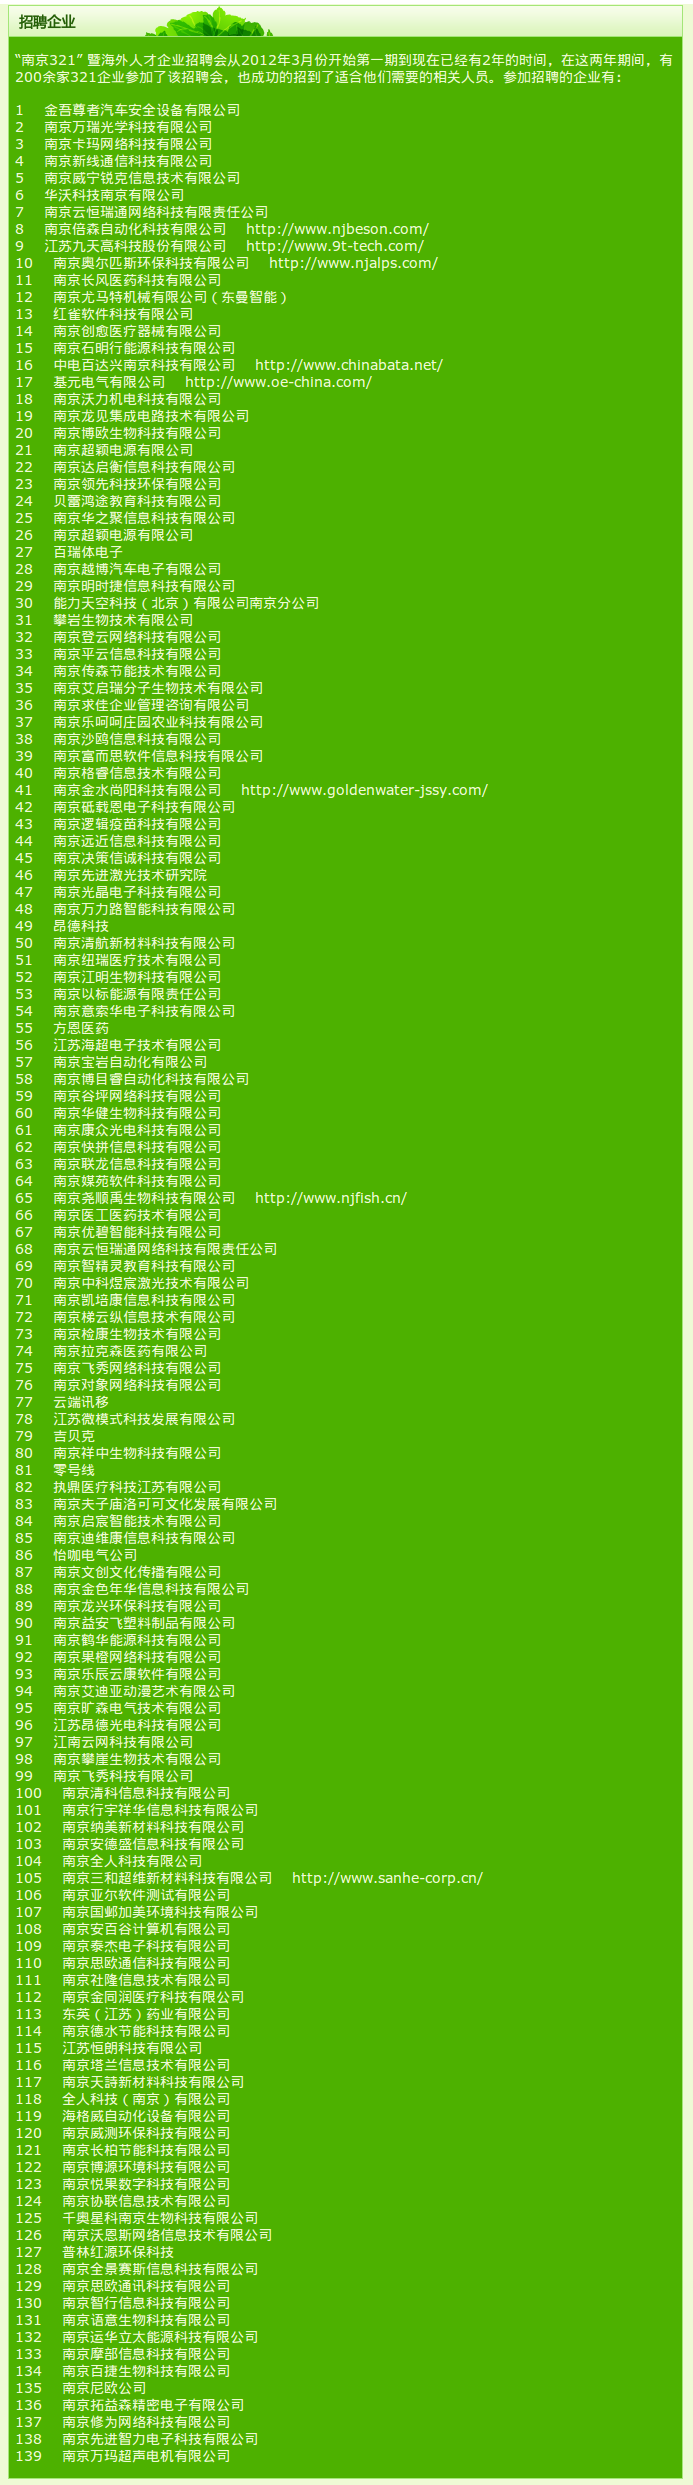 招聘企业
“南京321” 暨海外人才企业招聘会从2012年3月份开始第一期到现在已经有2年的时间，在这两年期间，有
200余家321企业参加了该招聘会，也成功的招到了适合他们需要的相关人员。参加招聘的企业有：
1 金吾尊者汽车安全设备有限公司
2 南京万瑞光学科技有限公司
3 南京卡玛网络科技有限公司
4 南京新线通信科技有限公司
5 南京威宁锐克信息技术有限公司
6 华沃科技南京有限公司
7 南京云恒瑞通网络科技有限责任公司
8 南京倍森自动化科技有限公司 http://www.njbeson.com/
9 江苏九天高科技股份有限公司 http://www.9t-tech.com/
10 南京奥尔匹斯环保科技有限公司 http://www.njalps.com/
11 南京长风医药科技有限公司
12 南京尤马特机械有限公司（东曼智能）
13 红雀软件科技有限公司
14 南京创愈医疗器械有限公司
15 南京石明行能源科技有限公司
16 中电百达兴南京科技有限公司 http://www.chinabata.net/
17 基元电气有限公司 http://www.oe-china.com/
18 南京沃力机电科技有限公司
19 南京龙见集成电路技术有限公司
20 南京博欧生物科技有限公司
21 南京超颖电源有限公司
22 南京达启衡信息科技有限公司
23 南京领先科技环保有限公司
24 贝蕾鸿途教育科技有限公司
25 南京华之聚信息科技有限公司
26 南京超颖电源有限公司
27 百瑞体电子
28 南京越博汽车电子有限公司
29 南京明时捷信息科技有限公司
30 能力天空科技（北京）有限公司南京分公司
31 攀岩生物技术有限公司
32 南京登云网络科技有限公司
33 南京平云信息科技有限公司
34 南京传森节能技术有限公司
35 南京艾启瑞分子生物技术有限公司
36 南京求佳企业管理咨询有限公司
37 南京乐呵呵庄园农业科技有限公司
38 南京沙鸥信息科技有限公司
39 南京富而思软件信息科技有限公司
40 南京格睿信息技术有限公司
41 南京金水尚阳科技有限公司 http://www.goldenwater-jssy.com/
42 南京砥载恩电子科技有限公司
43 南京逻辑疫苗科技有限公司
44 南京远近信息科技有限公司
45 南京决策信诚科技有限公司
46 南京先进激光技术研究院
47 南京光晶电子科技有限公司
48 南京万力路智能科技有限公司
49 昂德科技
50 南京清航新材料科技有限公司
51 南京纽瑞医疗技术有限公司
52 南京江明生物科技有限公司
53 南京以标能源有限责任公司
54 南京意索华电子科技有限公司
55 方恩医药
56 江苏海超电子技术有限公司
57 南京宝岩自动化有限公司
58 南京博目睿自动化科技有限公司
59 南京谷坪网络科技有限公司
60 南京华健生物科技有限公司
61 南京康众光电科技有限公司
62 南京快拼信息科技有限公司
63 南京联龙信息科技有限公司
64 南京媒苑软件科技有限公司
65 南京尧顺禹生物科技有限公司 http://www.njfish.cn/
66 南京医工医药技术有限公司
67 南京优碧智能科技有限公司
68 南京云恒瑞通网络科技有限责任公司
69 南京智精灵教育科技有限公司
70 南京中科煜宸激光技术有限公司
71 南京凯培康信息科技有限公司
72 南京梯云纵信息技术有限公司
73 南京检康生物技术有限公司
74 南京拉克森医药有限公司
75 南京飞秀网络科技有限公司
76 南京对象网络科技有限公司
77 云端讯移
78 江苏微模式科技发展有限公司
79 吉贝克
80 南京祥中生物科技有限公司
81 零号线
82 执鼎医疗科技江苏有限公司
83 南京夫子庙洛可可文化发展有限公司
84 南京启宸智能技术有限公司
85 南京迪维康信息科技有限公司
86 怡咖电气公司
87 南京文创文化传播有限公司
88 南京金色年华信息科技有限公司
89 南京龙兴环保科技有限公司
90 南京益安飞塑料制品有限公司
91 南京鹤华能源科技有限公司
92 南京果橙网络科技有限公司
93 南京乐辰云康软件有限公司
94 南京艾迪亚动漫艺术有限公司
95 南京旷森电气技术有限公司
96 江苏昂德光电科技有限公司
97 江南云网科技有限公司
98 南京攀崖生物技术有限公司
99 南京飞秀科技有限公司
100 南京清科信息科技有限公司
101 南京行宇祥华信息科技有限公司
102 南京纳美新材料科技有限公司
103 南京安德盛信息科技有限公司
104 南京全人科技有限公司
105 南京三和超维新材料科技有限公司 http://www.sanhe-corp.cn/
106 南京亚尔软件测试有限公司
107 南京国邺加美环境科技有限公司
108 南京安百谷计算机有限公司
109 南京泰杰电子科技有限公司
110 南京思欧通信科技有限公司
111 南京社隆信息技术有限公司
112 南京金同润医疗科技有限公司
113 东英（江苏）药业有限公司
114 南京德水节能科技有限公司
115 江苏恒朗科技有限公司
116 南京塔兰信息技术有限公司
117 南京天詩新材料科技有限公司
118 全人科技（南京）有限公司
119 海格威自动化设备有限公司
120 南京威测环保科技有限公司
121 南京长柏节能科技有限公司
122 南京博源环境科技有限公司
123 南京悦果数字科技有限公司
124 南京协联信息技术有限公司
125 千奥星科南京生物科技有限公司
126 南京沃恩斯网络信息技术有限公司
127 普林红源环保科技
128 南京全景赛斯信息科技有限公司
129 南京思欧通讯科技有限公司
130 南京智行信息科技有限公司
131 南京语意生物科技有限公司
132 南京运华立太能源科技有限公司
133 南京摩部信息科技有限公司
134 南京百捷生物科技有限公司
135 南京尼欧公司
136 南京拓益森精密电子有限公司
137 南京修为网络科技有限公司
138 南京先进智力电子科技有限公司
139 南京万玛超声电机有限公司